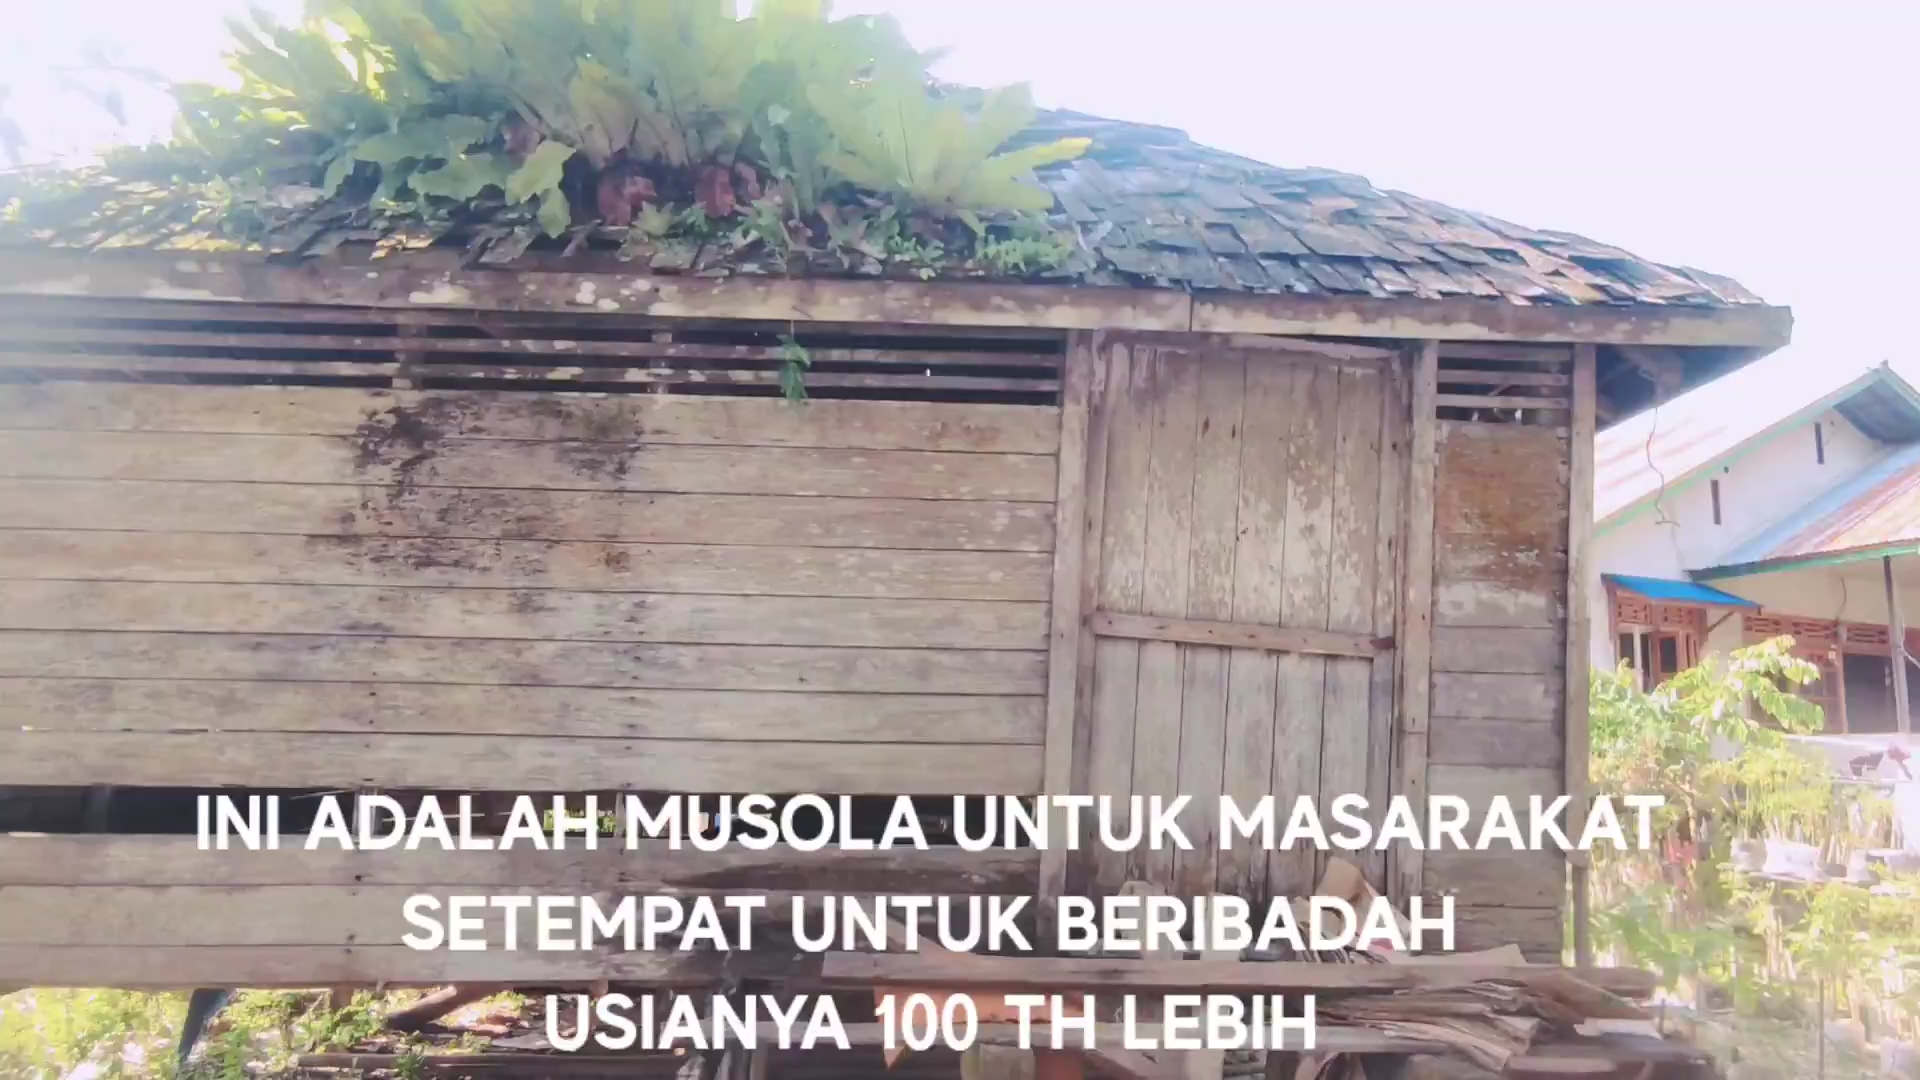 INI ADALAH MUSOLA UNTUK MASARAKAT
SETEMPAT UNTUK BERIBADAH
USIANYA 100 TH LEBIH